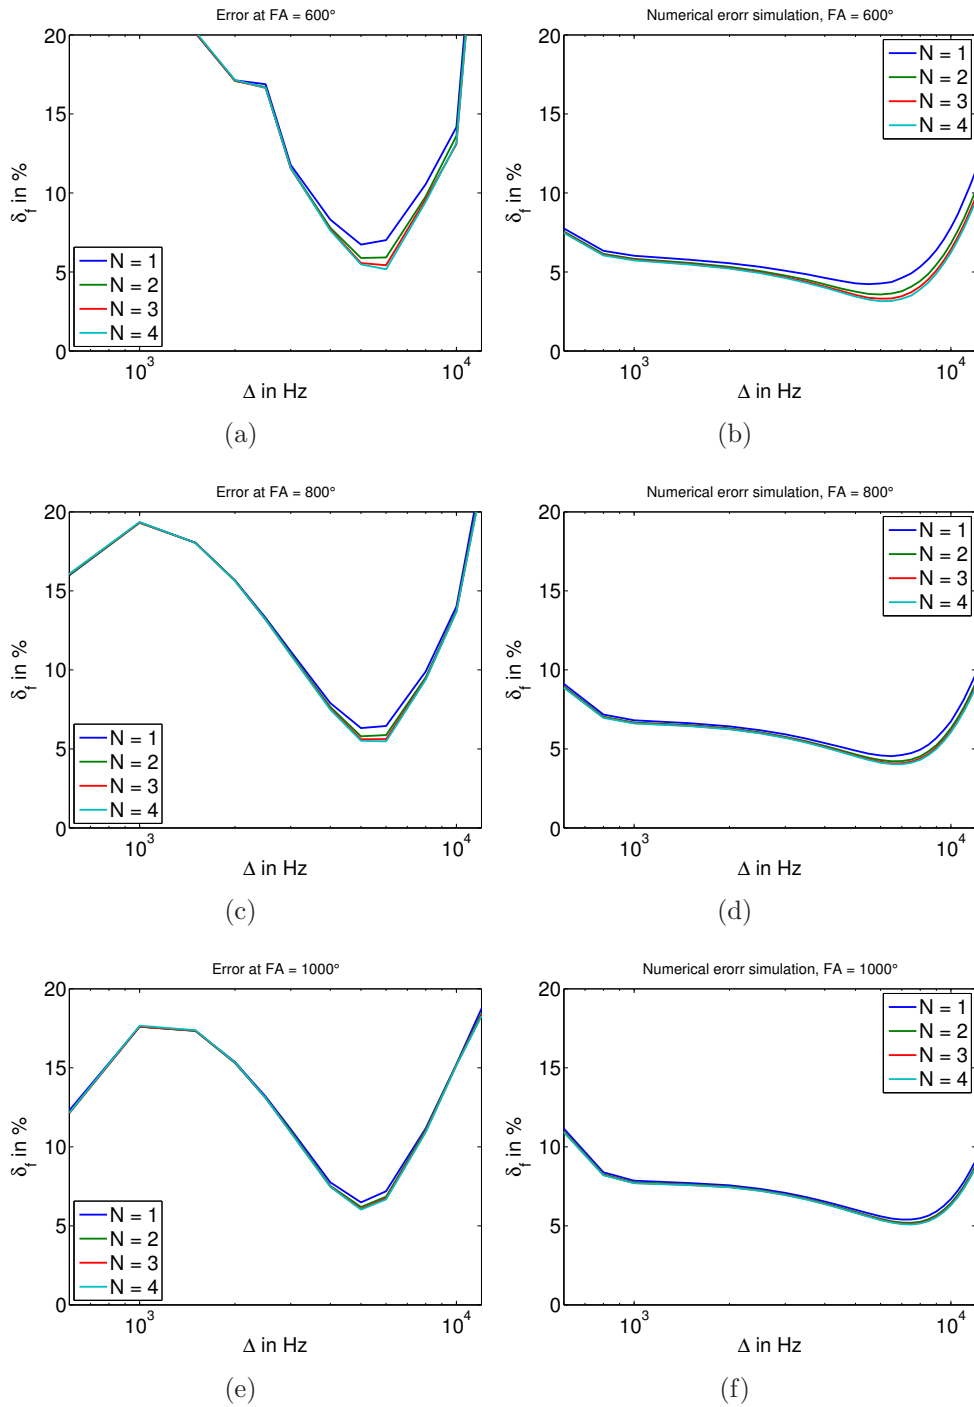 Error at FA = 600°
20
15
10
5
0
δf in %
N = 1
N = 2
N = 3
N = 4
10³
10⁴
Δ in Hz
(a)
Numerical erorr simulation, FA = 600°
20
15
10
5
0
δf in %
N = 1
N = 2
N = 3
N = 4
10³
10⁴
Δ in Hz
(b)
Error at FA = 800°
20
15
10
5
0
δf in %
N = 1
N = 2
N = 3
N = 4
10³
10⁴
Δ in Hz
(c)
Numerical erorr simulation, FA = 800°
20
15
10
5
0
δf in %
N = 1
N = 2
N = 3
N = 4
10³
10⁴
Δ in Hz
(d)
Error at FA = 1000°
20
15
10
5
0
δf in %
N = 1
N = 2
N = 3
N = 4
10³
10⁴
Δ in Hz
(e)
Numerical erorr simulation, FA = 1000°
20
15
10
5
0
δf in %
N = 1
N = 2
N = 3
N = 4
10³
10⁴
Δ in Hz
(f)